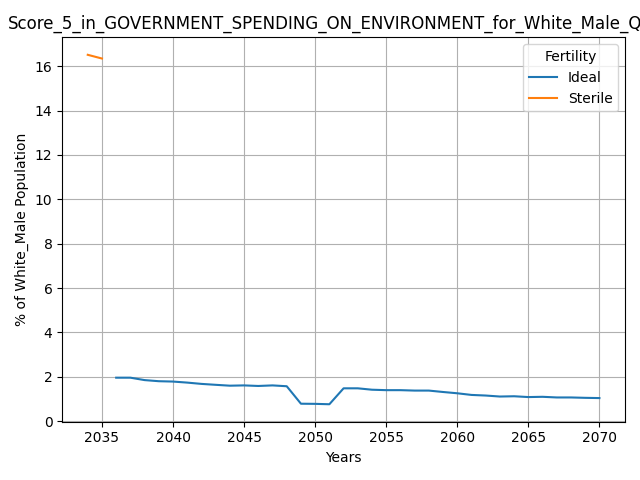 Score_5_in_GOVERNMENT_SPENDING_ON_ENVIRONMENT_for_White_Male_Q
Fertility
Ideal
Sterile
% of White_Male Population
16
14
12
10
8
6
4
2
0
2035 2040 2045 2050 2055 2060 2065 2070
Years